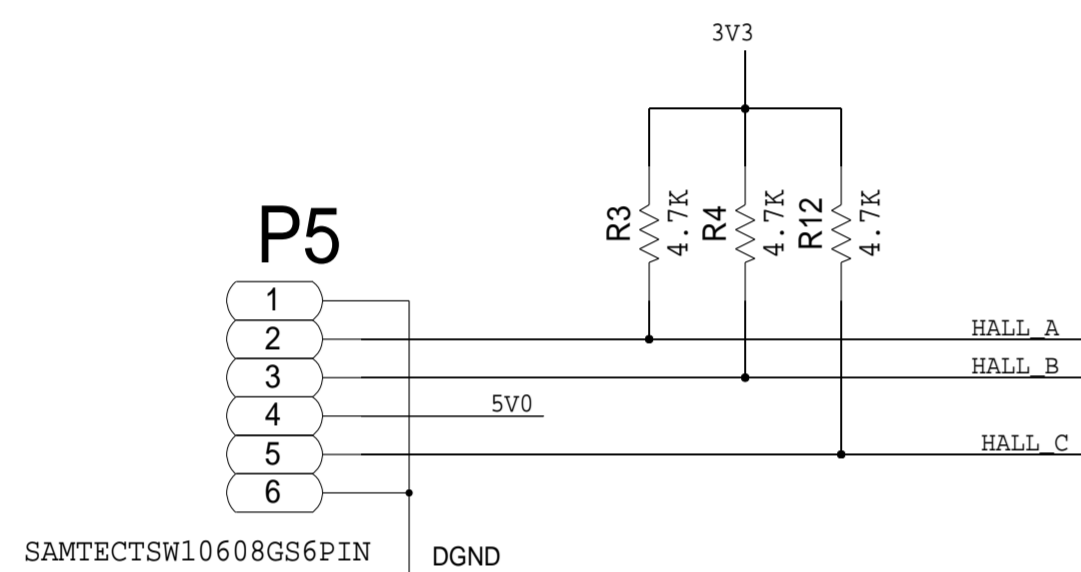 3V3
P5
R3
4.7K
R4
4.7K
R12
4.7K
1
2
3
4
5
6
HALL_A
HALL_B
5V0
HALL_C
SAMTECTSW10608GS6PIN
DGND